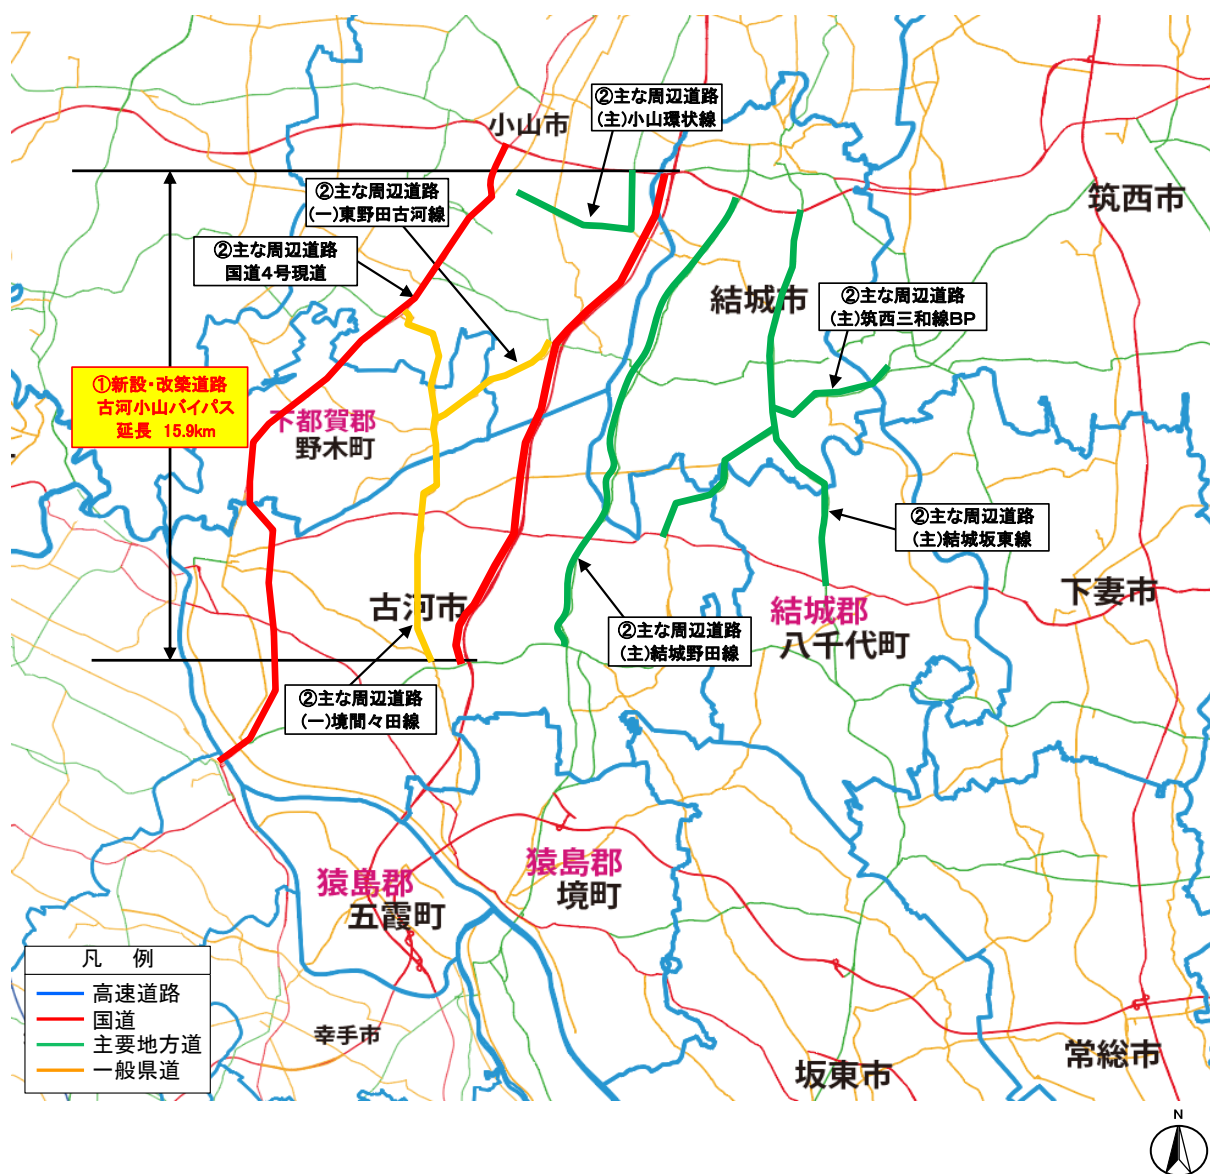 ②主な周辺道路
(主)小山環状線
小山市
②主な周辺道路
(一)東野田古河線
筑西市
②主な周辺道路
国道4号現道
結城市
②主な周辺道路
(主)筑西三和線BP
①新設・改築道路
古河小山バイパス
延長 15.9km
下都賀郡
野木町
②主な周辺道路
(主)結城坂東線
古河市
下妻市
結城郡
八千代町
②主な周辺道路
(主)結城野田線
②主な周辺道路
(一)境間々田線
猿島郡
境町
猿島郡
五霞町
凡 例
高速道路
国道
主要地方道
一般県道
幸手市
坂東市
常総市
N